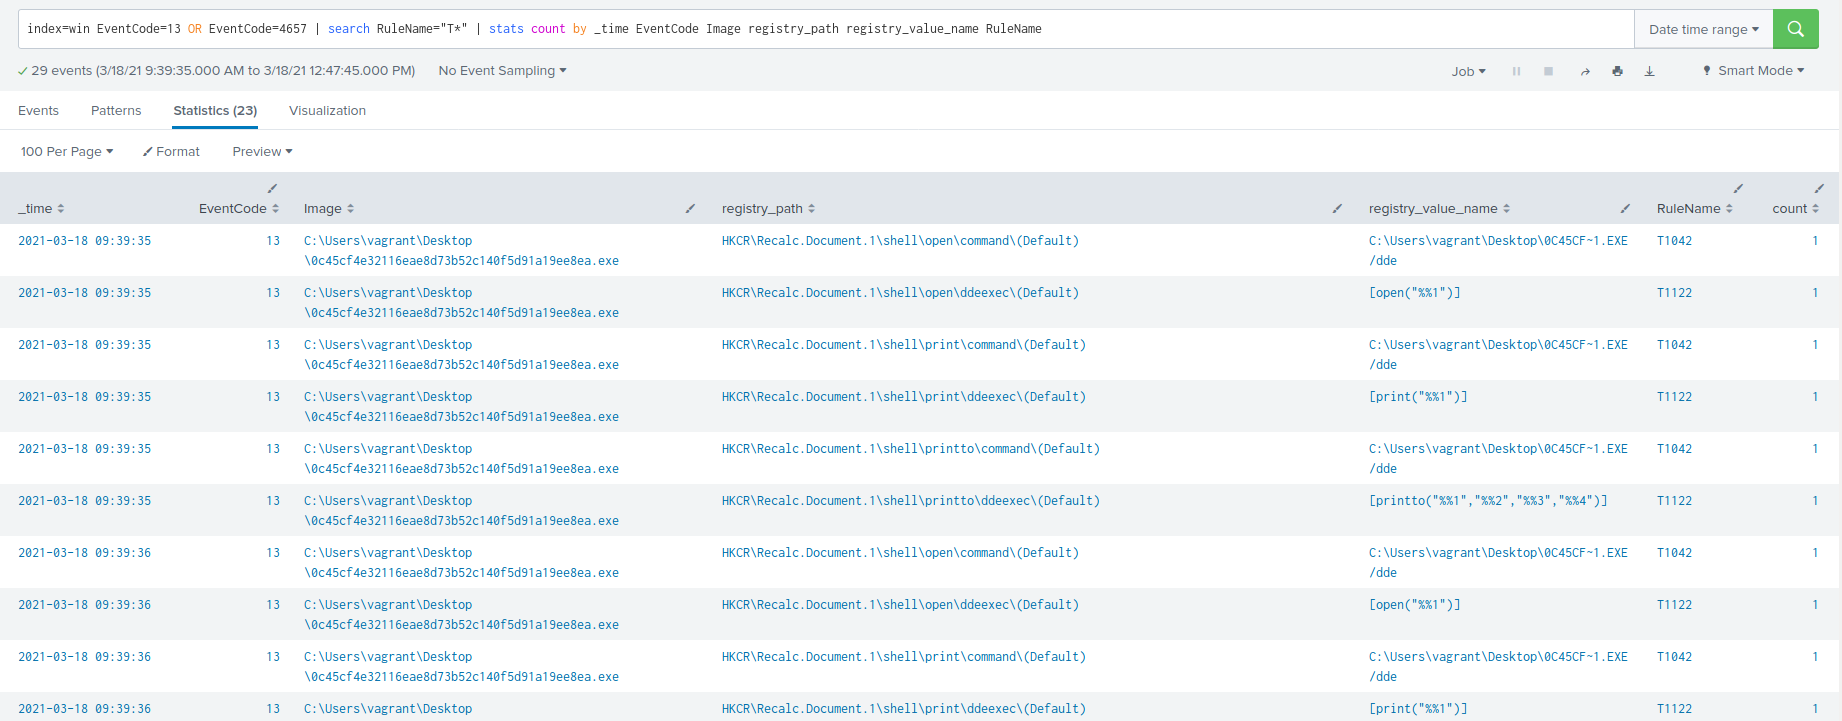 index=win EventCode=13 OR EventCode=4657 | search RuleName="T*" | stats count by _time EventCode Image registry_path registry_value_name RuleName
Date time range
29 events (3/18/21 9:39:35.000 AM to 3/18/21 12:47:45.000 PM) No Event Sampling
Job Smart Mode
Events Patterns Statistics (23) Visualization
100 Per Page Format Preview
_time EventCode Image registry_path registry_value_name RuleName count
2021-03-18 09:39:35 13 C:\Users\vagrant\Desktop HKCR\Recalc.Document.1\shell\open\command\(Default) C:\Users\vagrant\Desktop\0C45CF~1.EXE T1042 1
\0c45cf4e32116eae8d73b52c140f5d91a19ee8ea.exe /dde
2021-03-18 09:39:35 13 C:\Users\vagrant\Desktop HKCR\Recalc.Document.1\shell\open\ddeexec\(Default) [open("%%1")] T1122 1
\0c45cf4e32116eae8d73b52c140f5d91a19ee8ea.exe
2021-03-18 09:39:35 13 C:\Users\vagrant\Desktop HKCR\Recalc.Document.1\shell\print\command\(Default) C:\Users\vagrant\Desktop\0C45CF~1.EXE T1042 1
\0c45cf4e32116eae8d73b52c140f5d91a19ee8ea.exe /dde
2021-03-18 09:39:35 13 C:\Users\vagrant\Desktop HKCR\Recalc.Document.1\shell\print\ddeexec\(Default) [print("%%1")] T1122 1
\0c45cf4e32116eae8d73b52c140f5d91a19ee8ea.exe
2021-03-18 09:39:35 13 C:\Users\vagrant\Desktop HKCR\Recalc.Document.1\shell\printto\command\(Default) C:\Users\vagrant\Desktop\0C45CF~1.EXE T1042 1
\0c45cf4e32116eae8d73b52c140f5d91a19ee8ea.exe /dde
2021-03-18 09:39:35 13 C:\Users\vagrant\Desktop HKCR\Recalc.Document.1\shell\printto\ddeexec\(Default) [printto("%%1","%%2","%%3","%%4")] T1122 1
\0c45cf4e32116eae8d73b52c140f5d91a19ee8ea.exe
2021-03-18 09:39:36 13 C:\Users\vagrant\Desktop HKCR\Recalc.Document.1\shell\open\command\(Default) C:\Users\vagrant\Desktop\0C45CF~1.EXE T1042 1
\0c45cf4e32116eae8d73b52c140f5d91a19ee8ea.exe /dde
2021-03-18 09:39:36 13 C:\Users\vagrant\Desktop HKCR\Recalc.Document.1\shell\open\ddeexec\(Default) [open("%%1")] T1122 1
\0c45cf4e32116eae8d73b52c140f5d91a19ee8ea.exe
2021-03-18 09:39:36 13 C:\Users\vagrant\Desktop HKCR\Recalc.Document.1\shell\print\command\(Default) C:\Users\vagrant\Desktop\0C45CF~1.EXE T1042 1
\0c45cf4e32116eae8d73b52c140f5d91a19ee8ea.exe /dde
2021-03-18 09:39:36 13 C:\Users\vagrant\Desktop HKCR\Recalc.Document.1\shell\print\ddeexec\(Default) [print("%%1")] T1122 1